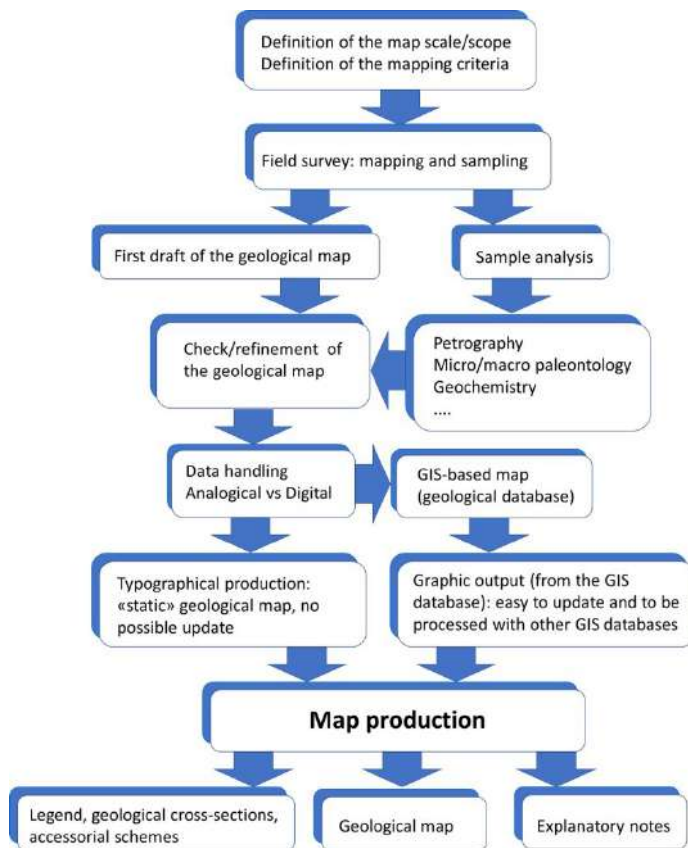 Definition of the map scale/scope
Definition of the mapping criteria
Field survey: mapping and sampling
First draft of the geological map
Sample analysis
Check/refinement of
the geological map
Petrography
Micro/macro paleontology
Geochemistry
....
Data handling
Analogical vs Digital
GIS-based map
(geological database)
Typographical production:
«static» geological map, no
possible update
Graphic output (from the GIS
database): easy to update and to be
processed with other GIS databases
Map production
Legend, geological cross-sections,
accessorial schemes
Geological map
Explanatory notes